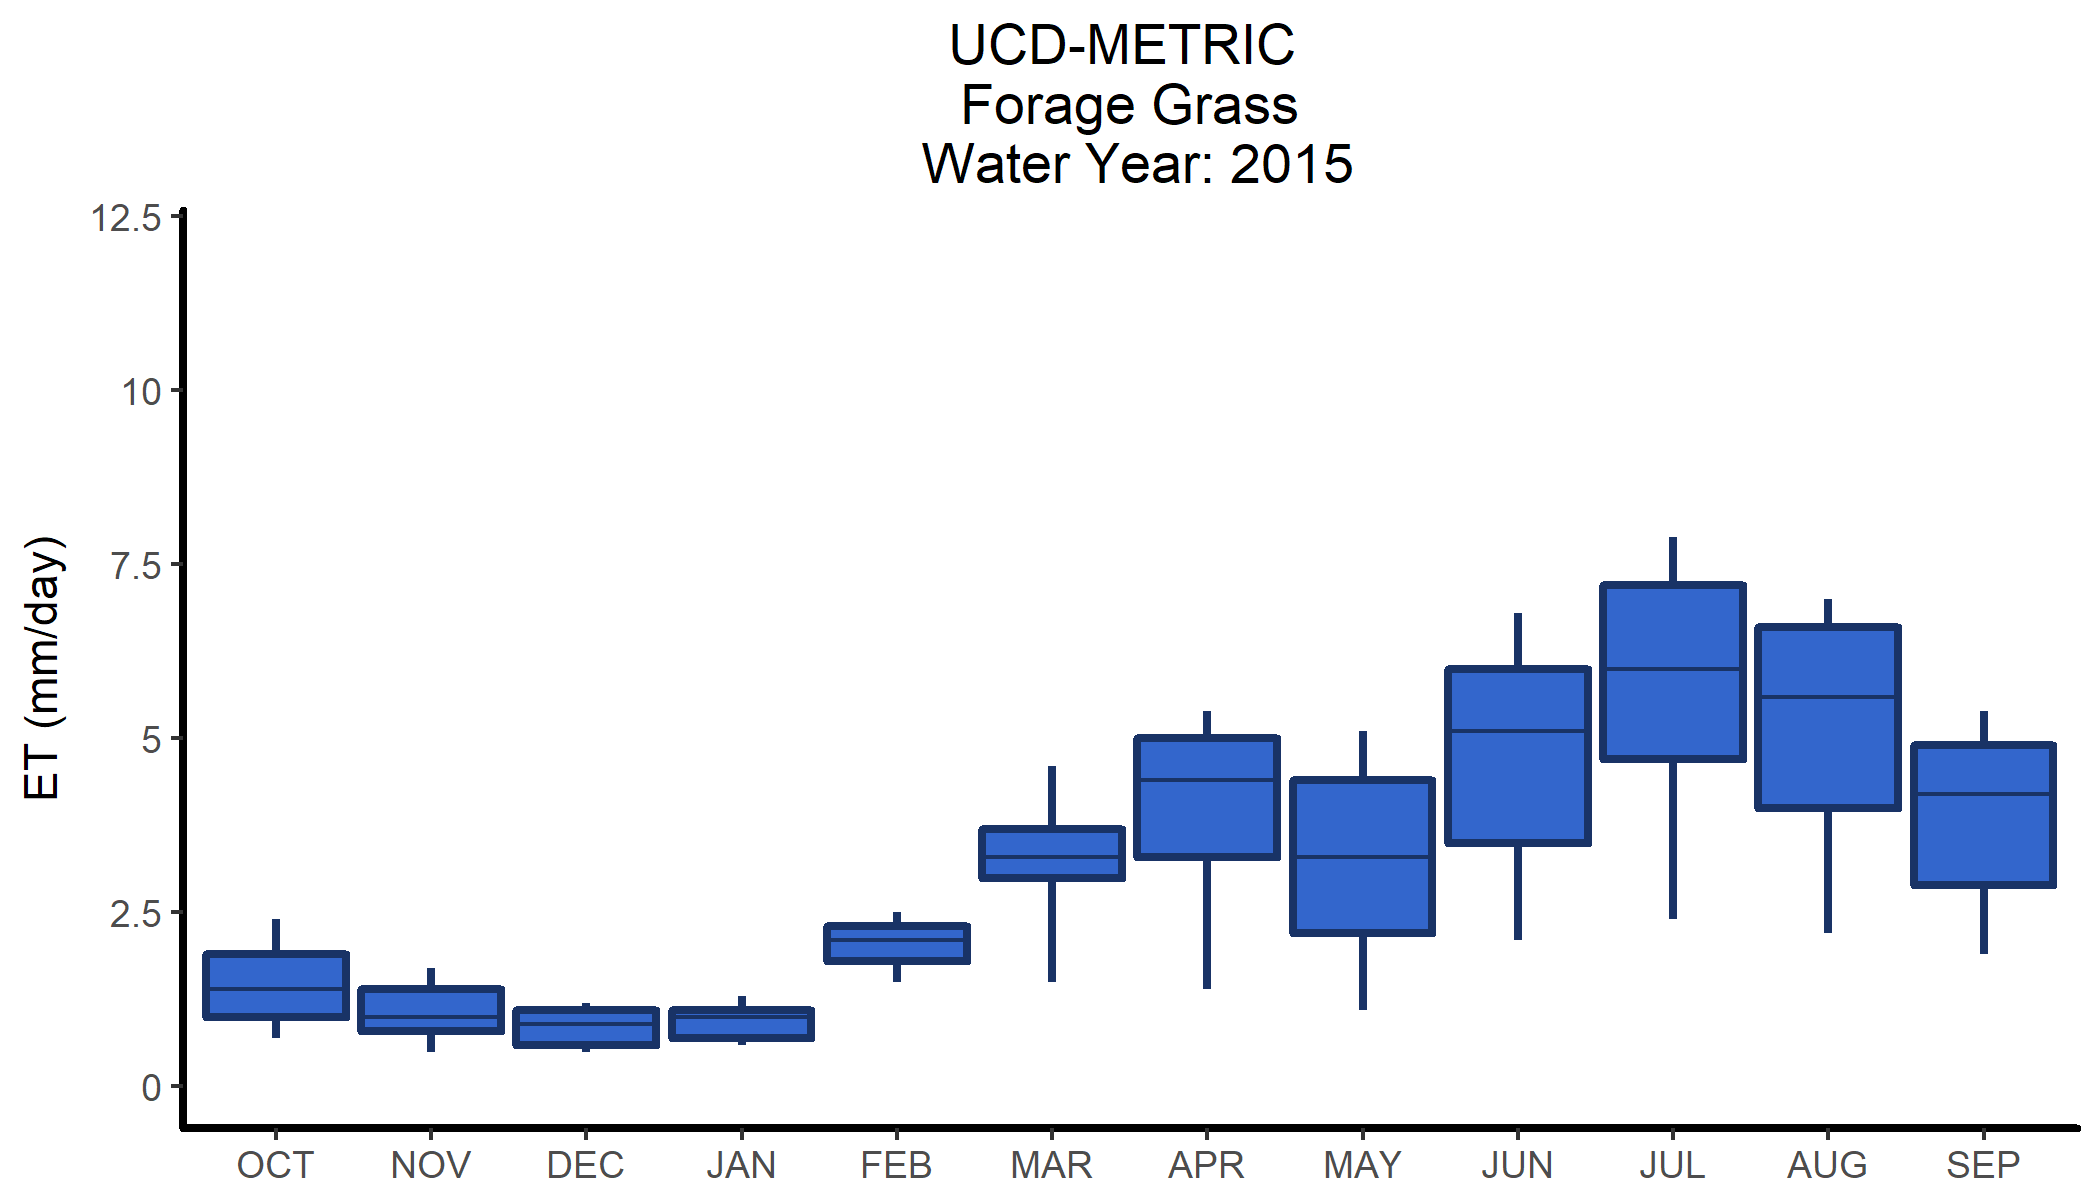 UCD-METRIC
Forage Grass
Water Year: 2015
12.5
10
7.5
5
2.5
0
ET (mm/day)
OCT NOV DEC JAN FEB MAR APR MAY JUN JUL AUG SEP